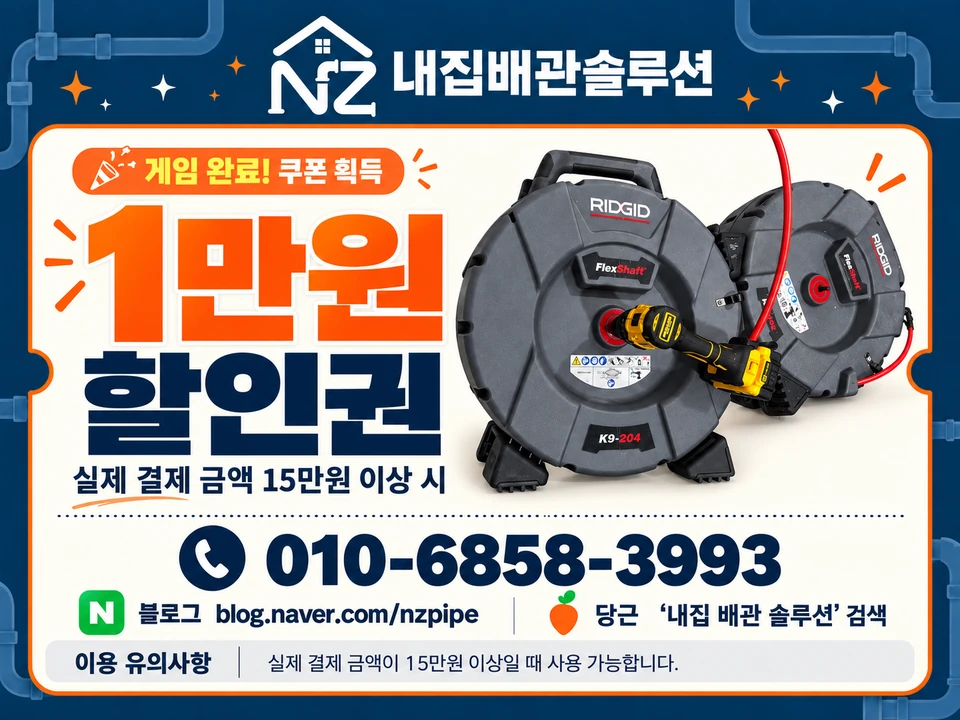 NZ 내집배관솔루션
게임 완료! 쿠폰 획득
1만원
할인권
실제 결제 금액 15만원 이상 시
RIDGID
FlexShaft
K9-204
RIDGID
FlexShaft
010-6858-3993
N 블로그 blog.naver.com/nzpipe
당근 ‘내집 배관 솔루션’ 검색
이용 유의사항
실제 결제 금액이 15만원 이상일 때 사용 가능합니다.